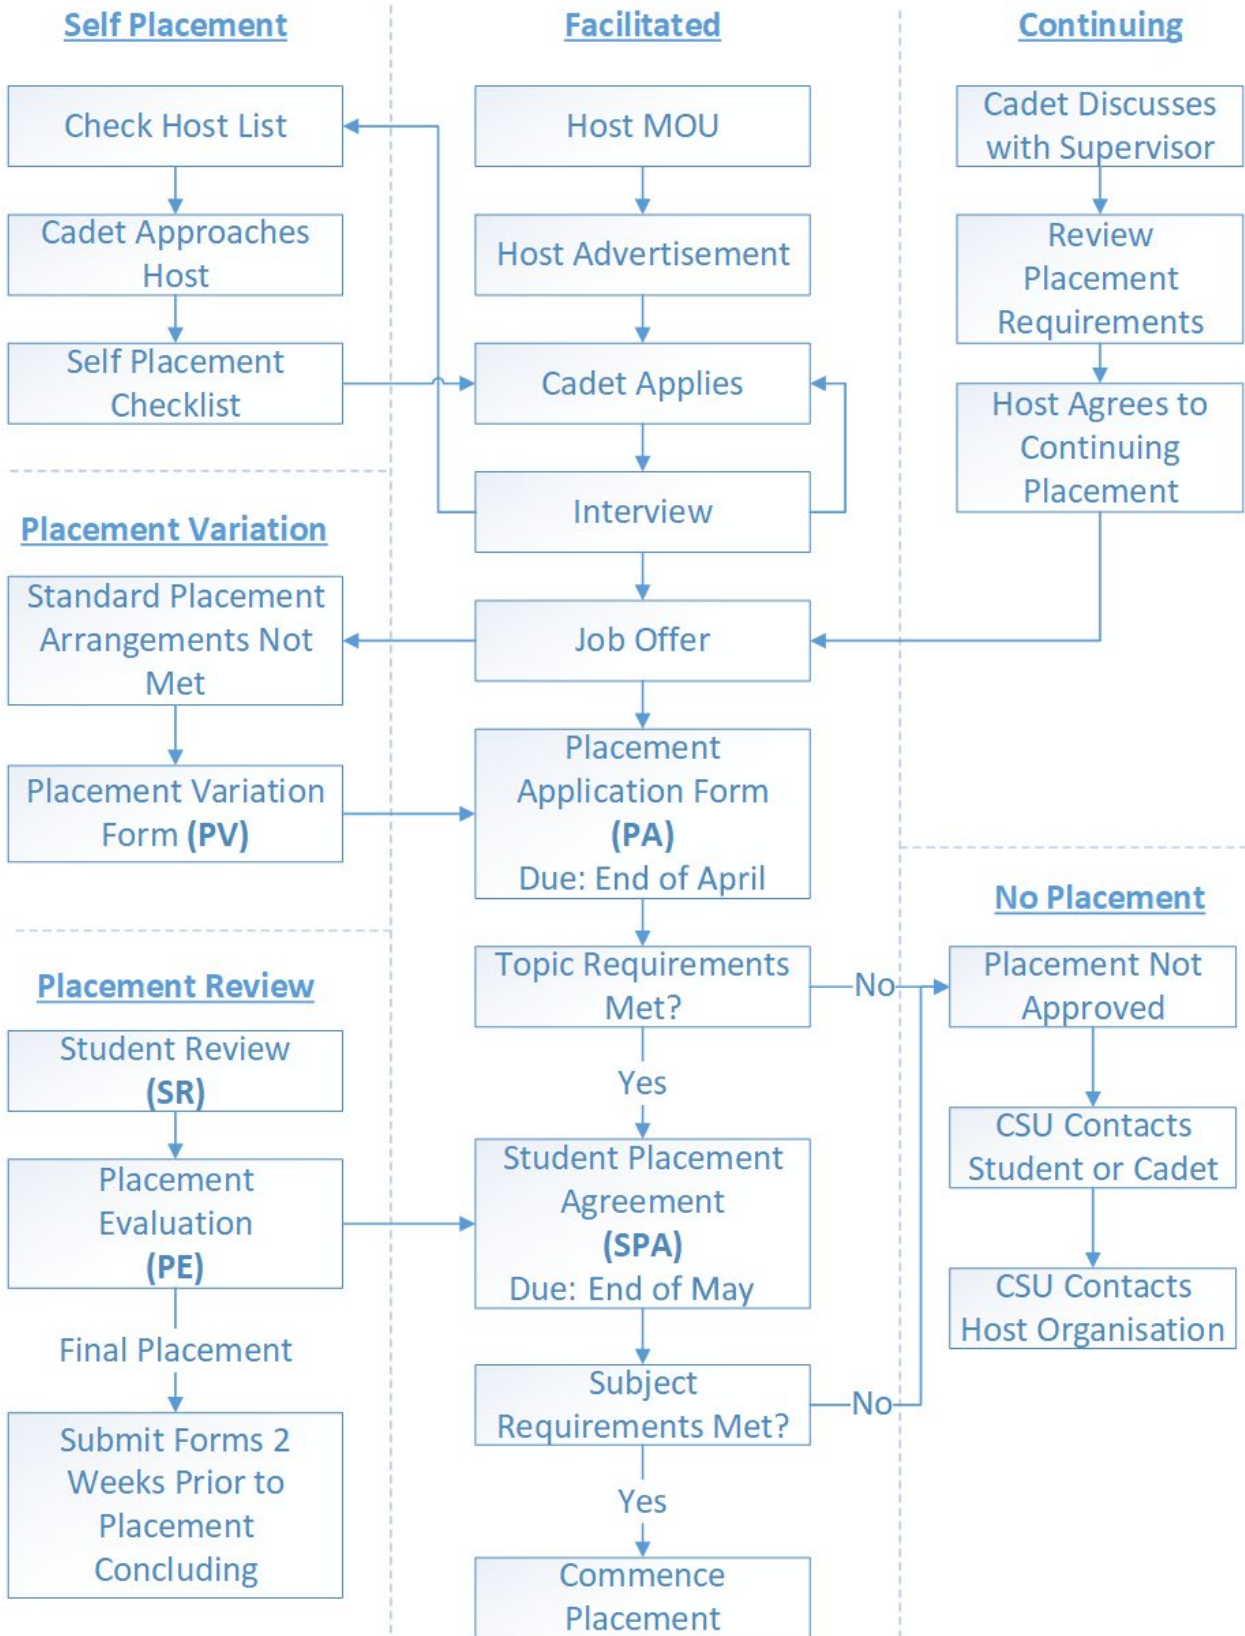 Self Placement
Check Host List
Cadet Approaches
Host
Self Placement
Checklist
Placement Variation
Standard Placement
Arrangements Not
Met
Placement Variation
Form (PV)
Placement Review
Student Review
(SR)
Placement
Evaluation
(PE)
Final Placement
Submit Forms 2
Weeks Prior to
Placement
Concluding
Facilitated
Host MOU
Host Advertisement
Cadet Applies
Interview
Job Offer
Placement
Application Form
(PA)
Due: End of April
Topic Requirements
Met?
No
Yes
Student Placement
Agreement
(SPA)
Due: End of May
Subject
Requirements Met?
No
Yes
Commence
Placement
Continuing
Cadet Discusses
with Supervisor
Review
Placement
Requirements
Host Agrees to
Continuing
Placement
No Placement
Placement Not
Approved
CSU Contacts
Student or Cadet
CSU Contacts
Host Organisation